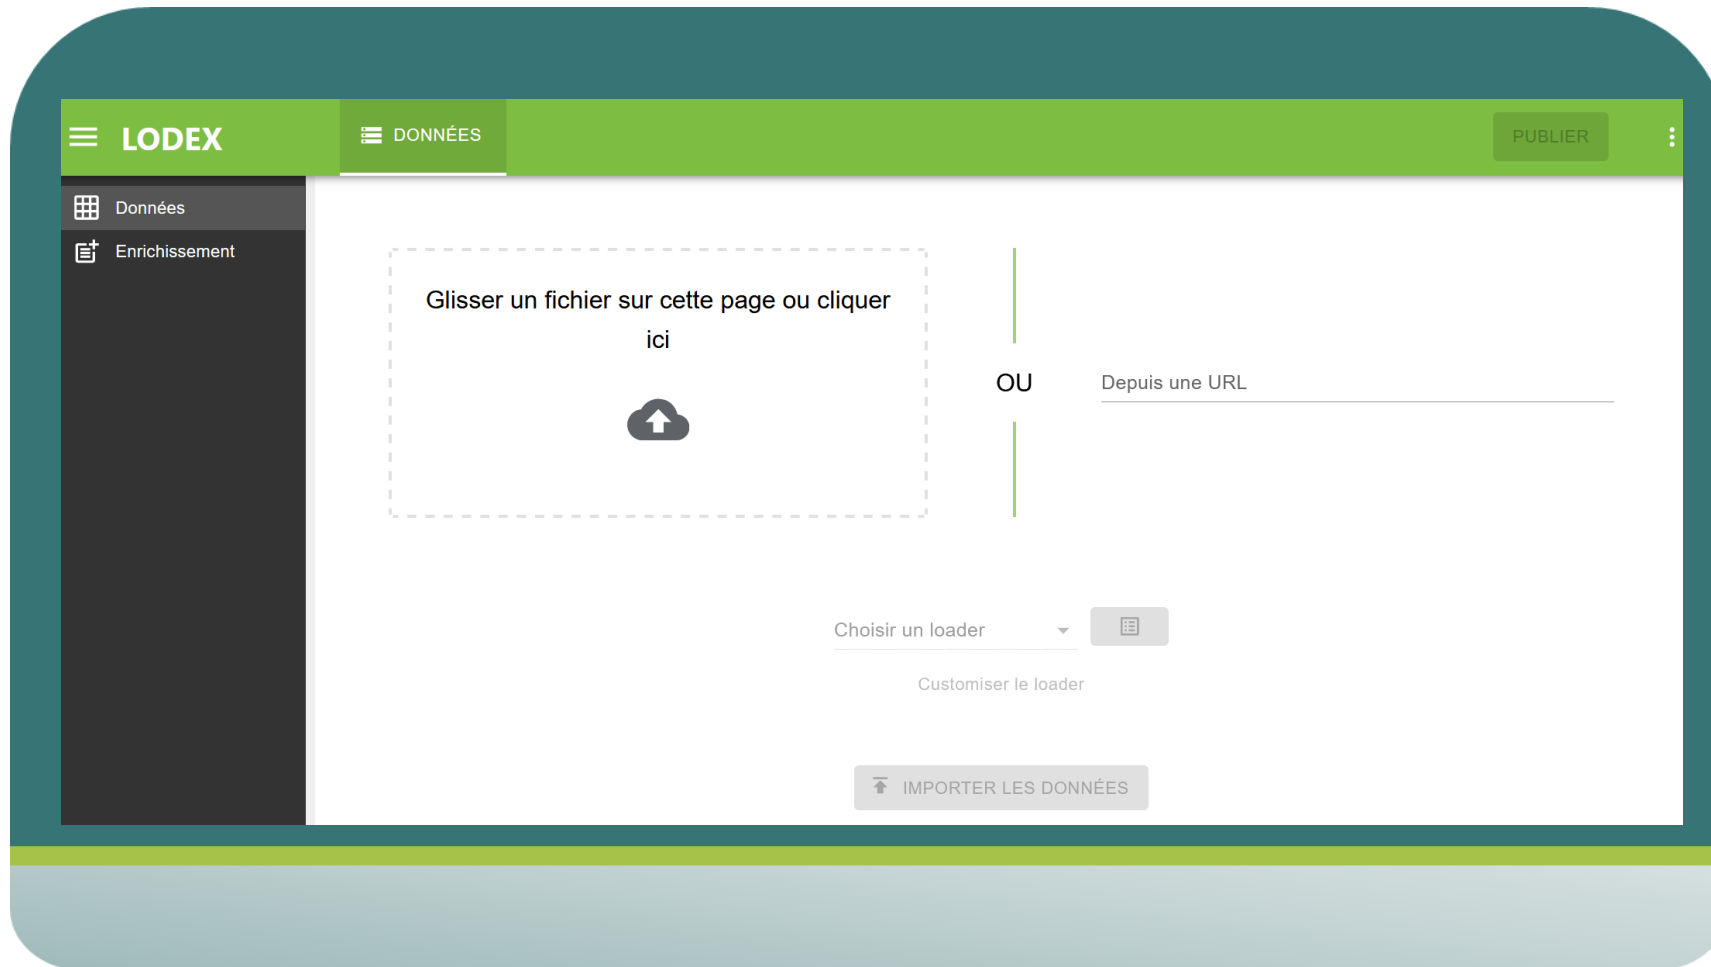 LODEX
DONNÉES
PUBLIER
Données
Enrichissement
Glisser un fichier sur cette page ou cliquer
ici
OU
Depuis une URL
Choisir un loader
Customiser le loader
IMPORTER LES DONNÉES